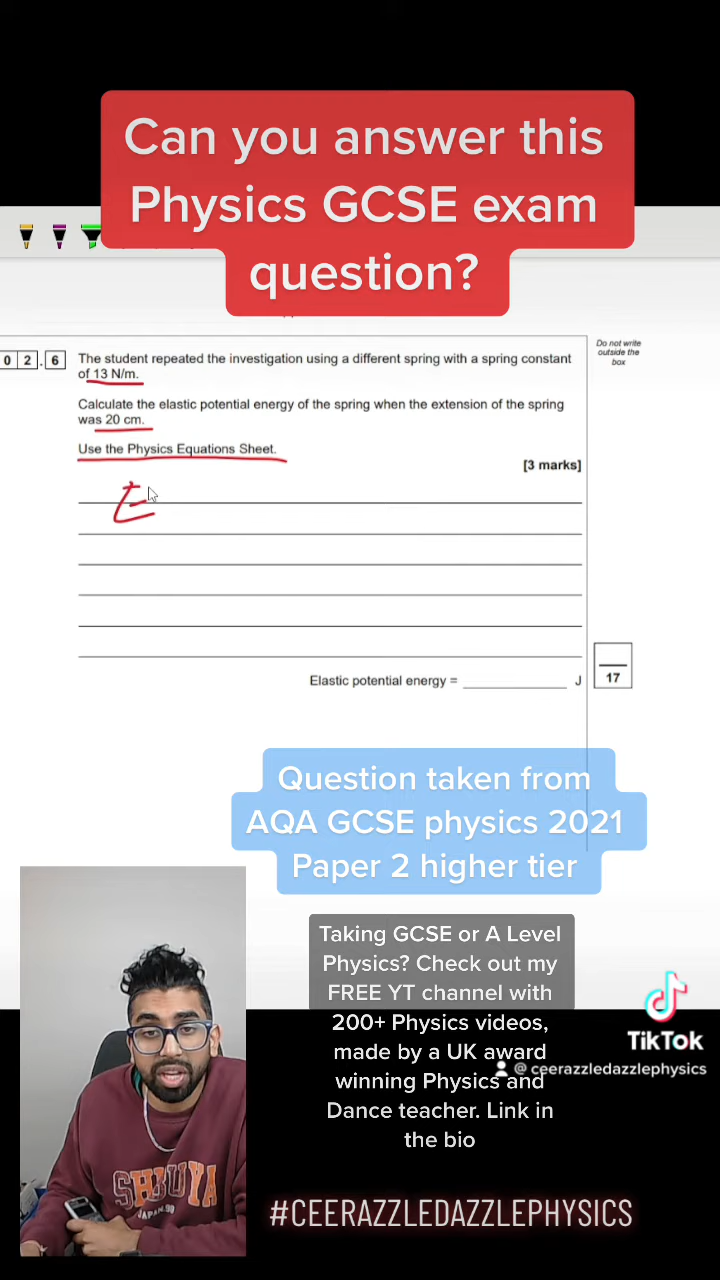 Can you answer this
Physics GCSE exam
question?
Do not write
outside the
box
0 2 . 6 The student repeated the investigation using a different spring with a spring constant
of 13 N/m.
Calculate the elastic potential energy of the spring when the extension of the spring
was 20 cm.
Use the Physics Equations Sheet.
[3 marks]
E
Elastic potential energy = __________ J
17
Question taken from
AQA GCSE physics 2021
Paper 2 higher tier
Taking GCSE or A Level
Physics? Check out my
FREE YT channel with
200+ Physics videos,
made by a UK award
winning Physics and
Dance teacher. Link in
the bio
TikTok
@ceerazzledazzlephysics
SHIBUYA
JAPAN.90
#CEERAZZLEDAZZLEPHYSICS